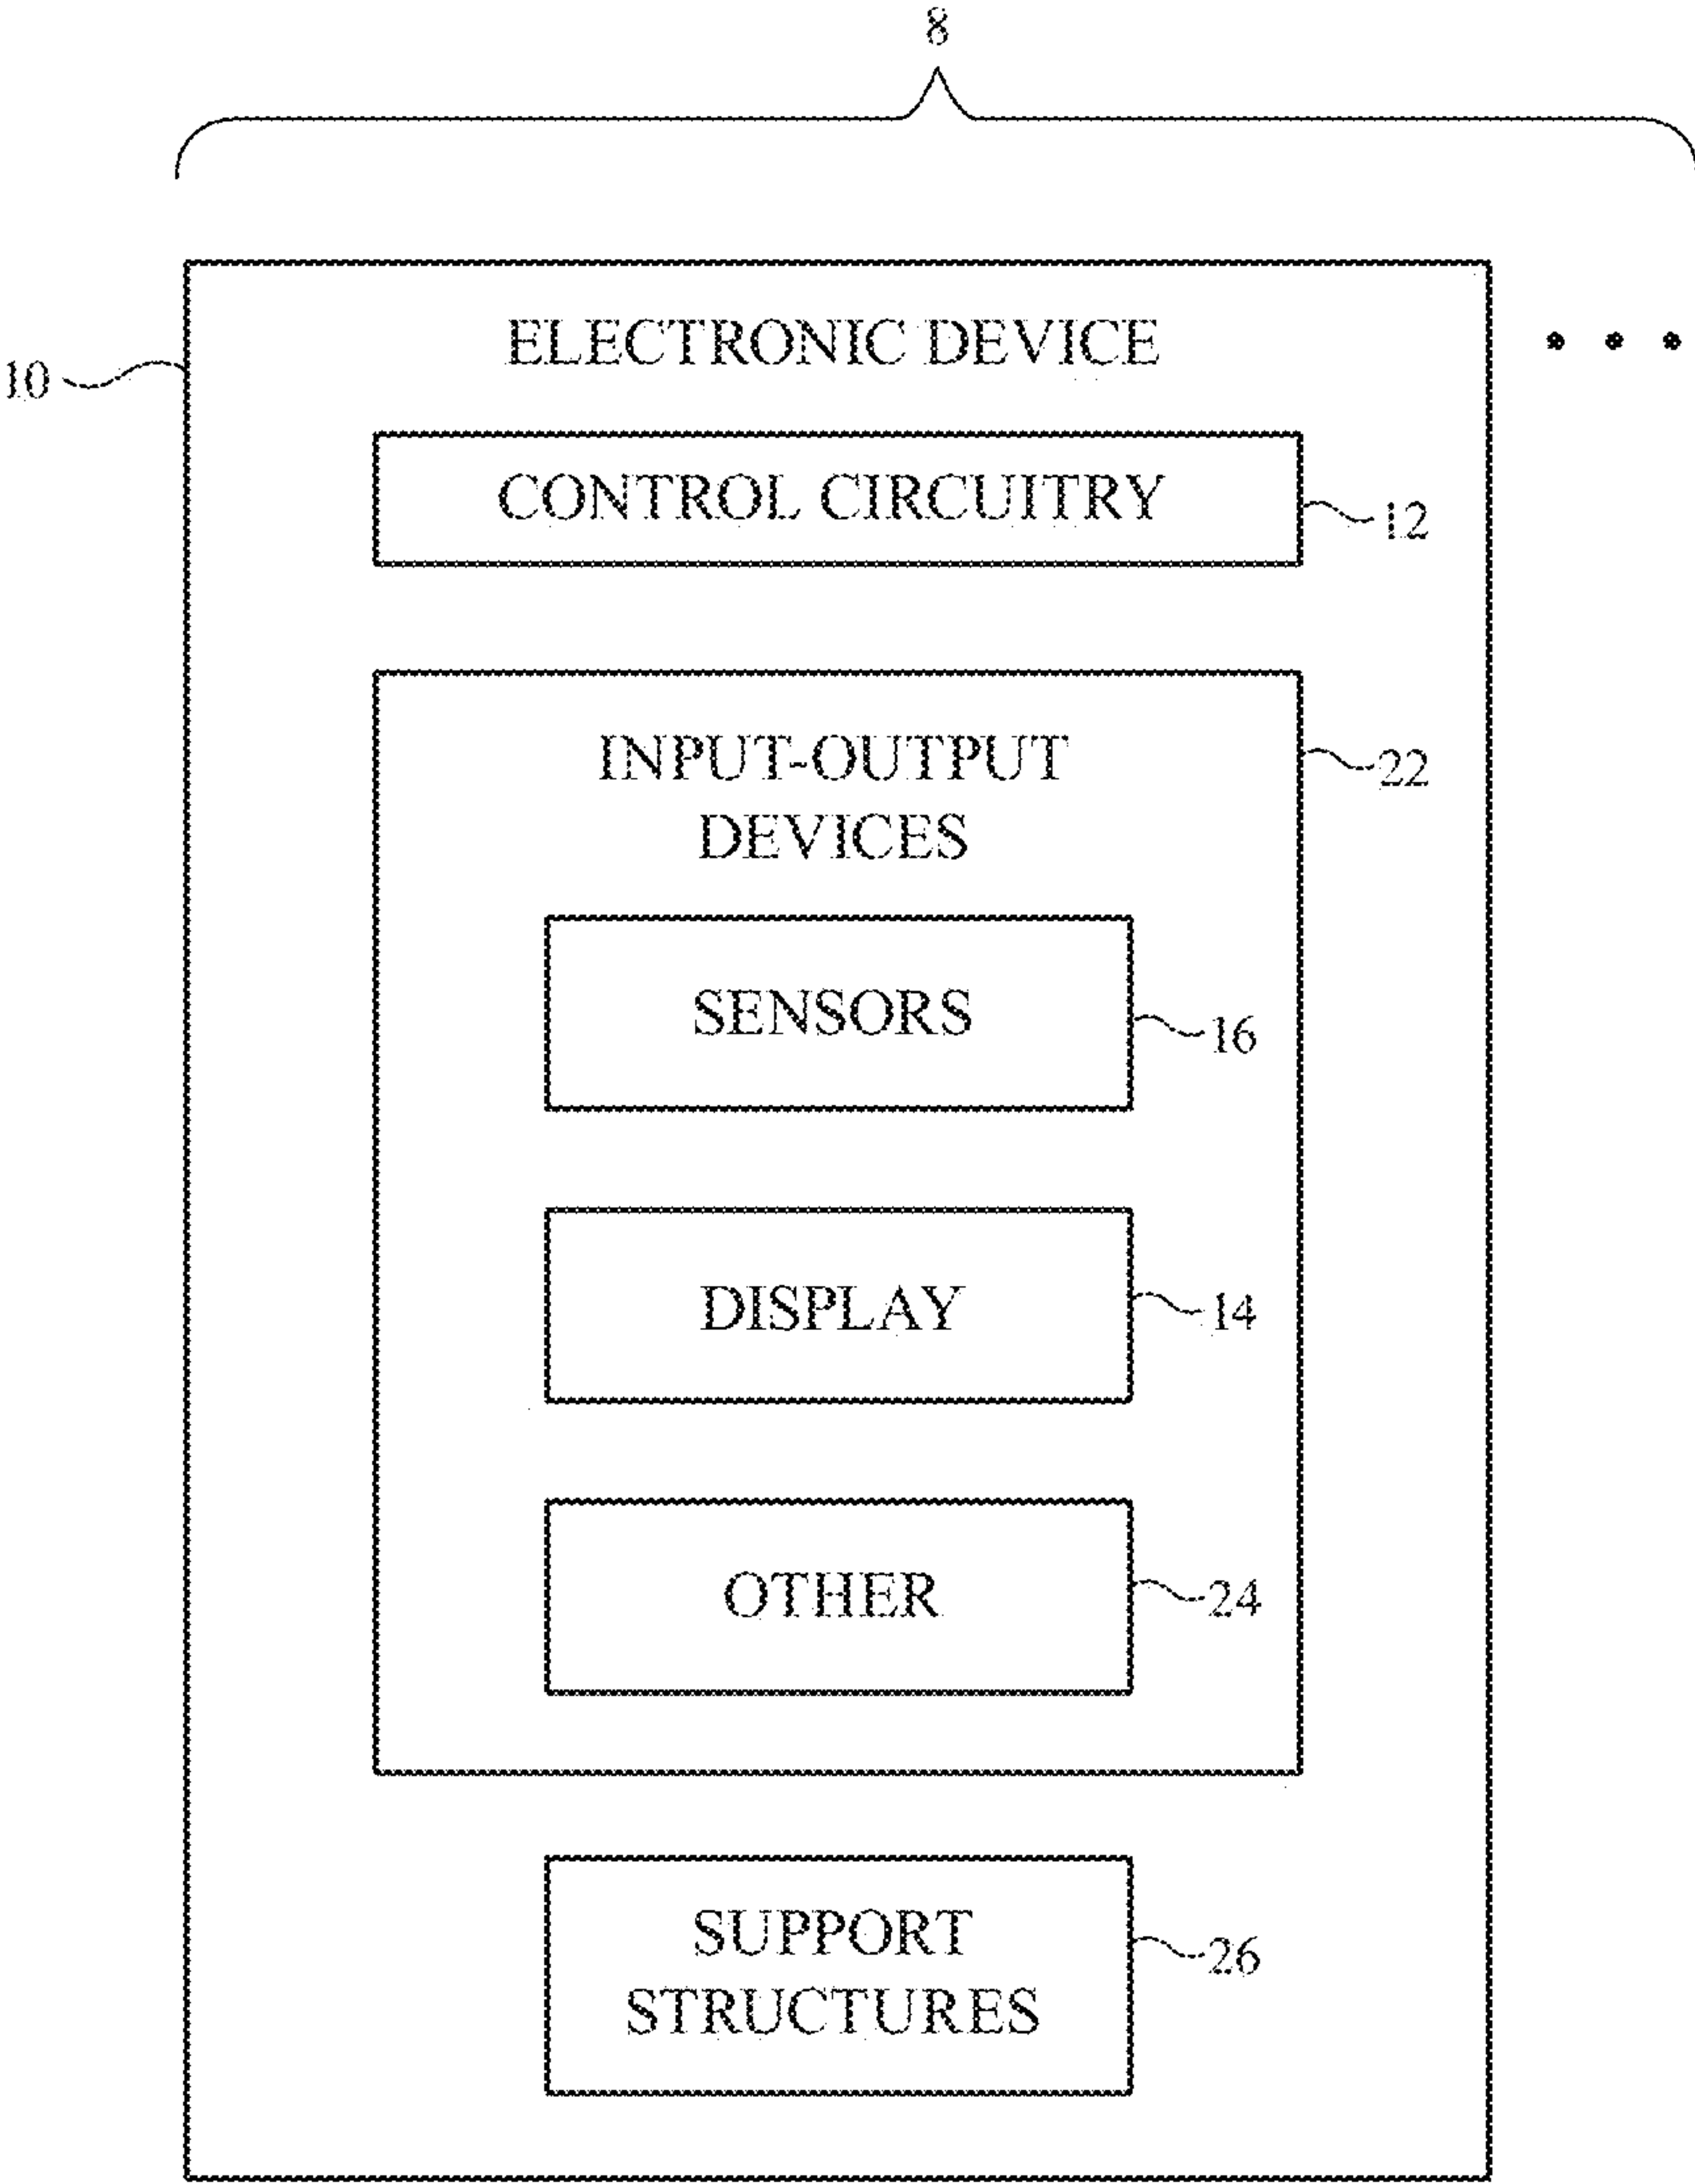 8
ELECTRONIC DEVICE
10
CONTROL CIRCUITRY
12
INPUT-OUTPUT
22
DEVICES
SENSORS
16
DISPLAY
14
OTHER
24
SUPPORT
26
STRUCTURES